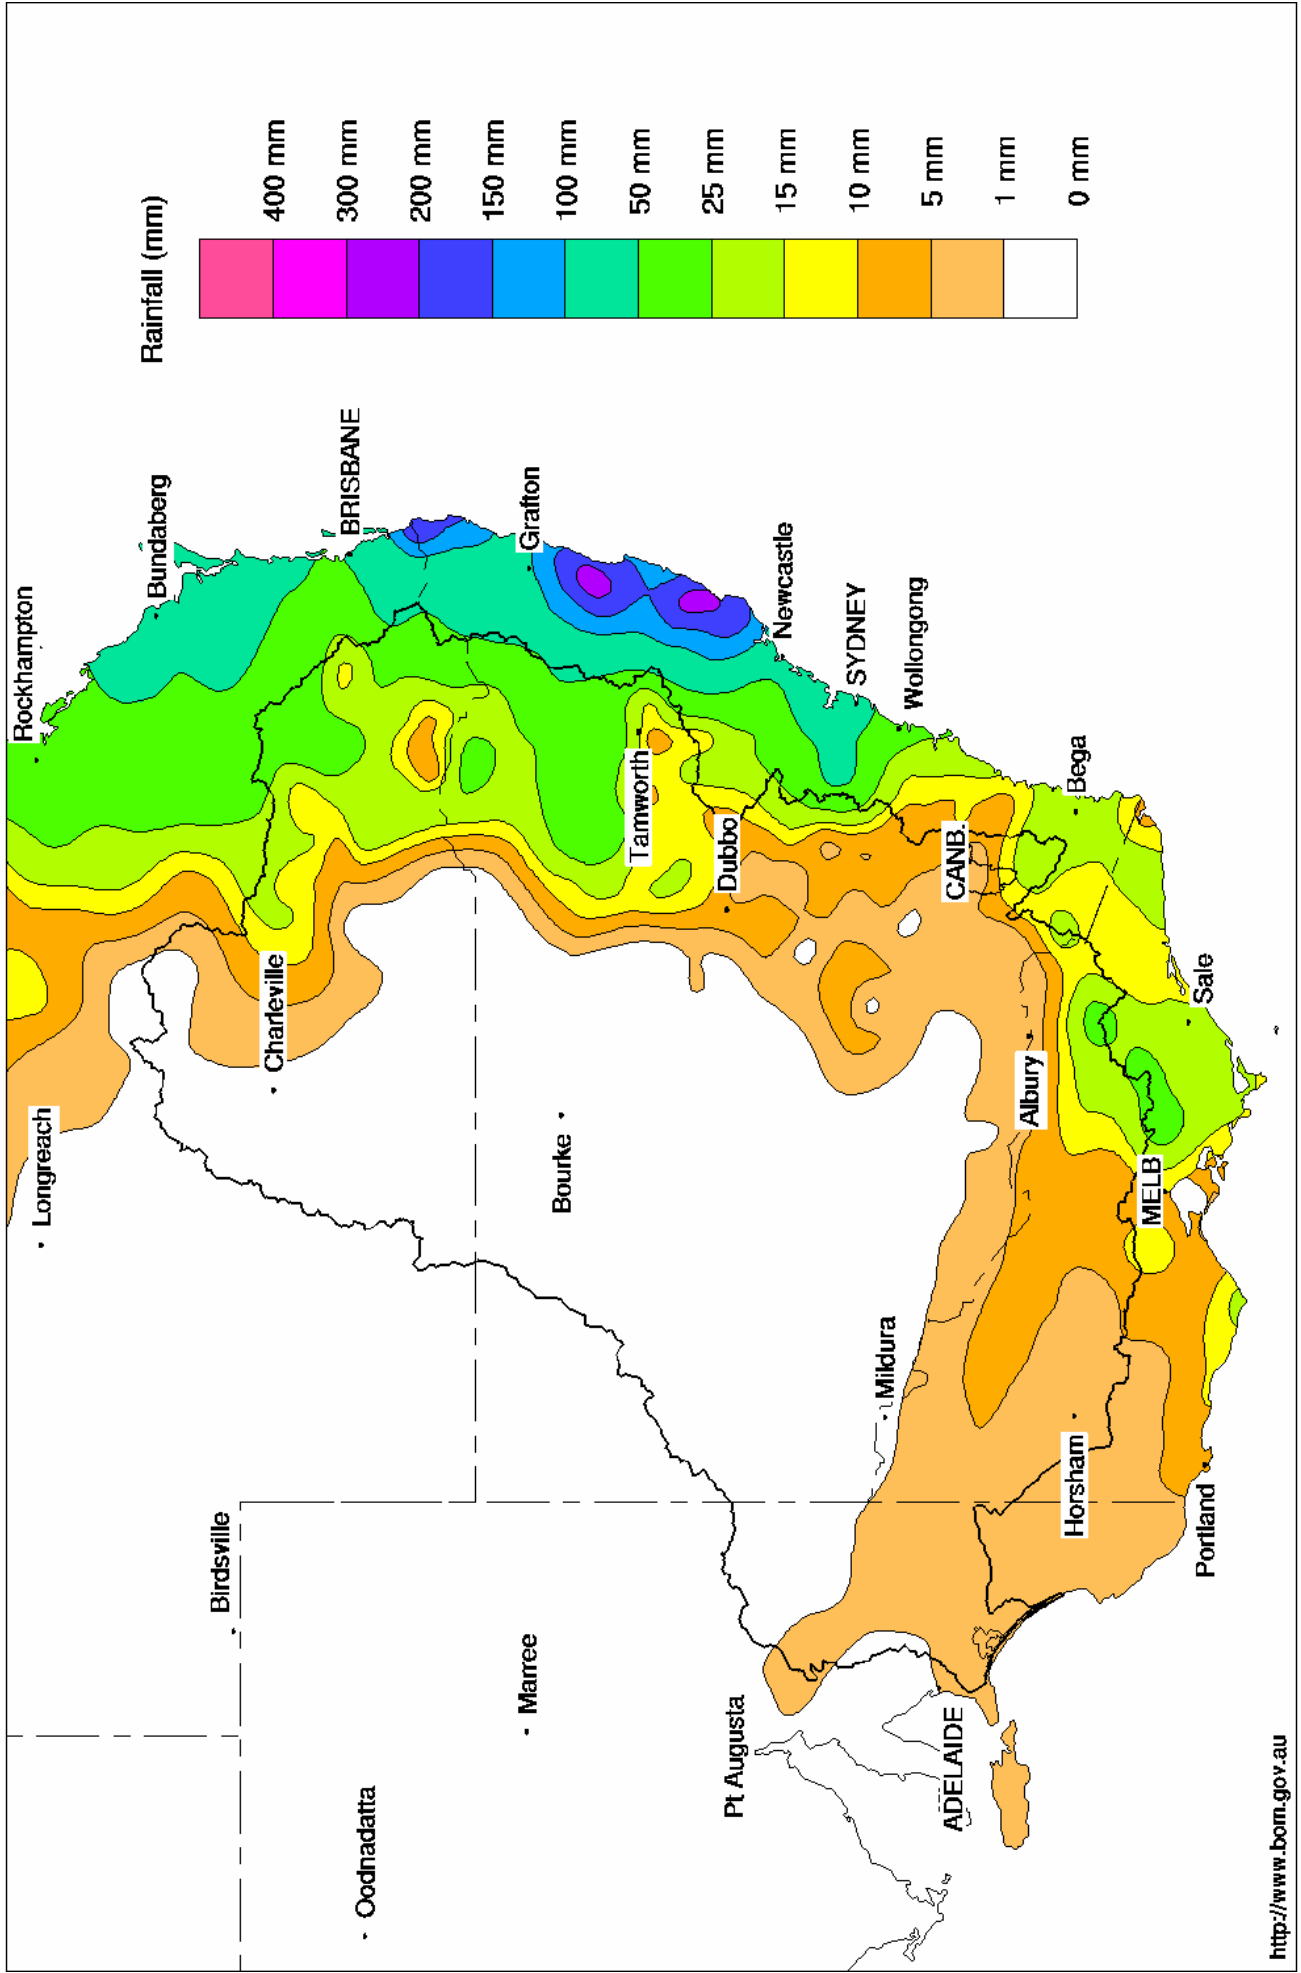 Rainfall (mm)
400 mm
300 mm
200 mm
150 mm
100 mm
50 mm
25 mm
15 mm
10 mm
5 mm
1 mm
0 mm
Longreach
Rockhampton
Bundaberg
Birdsville
Charleville
BRISBANE
Oodnadatta
Marree
Bourke
Grafton
Tamworth
Pt Augusta
Dubbo
Newcastle
SYDNEY
Mildura
Wollongong
ADELAIDE
CANB.
Albury
Horsham
Bega
MELB
Portland
Sale
http://www.bom.gov.au